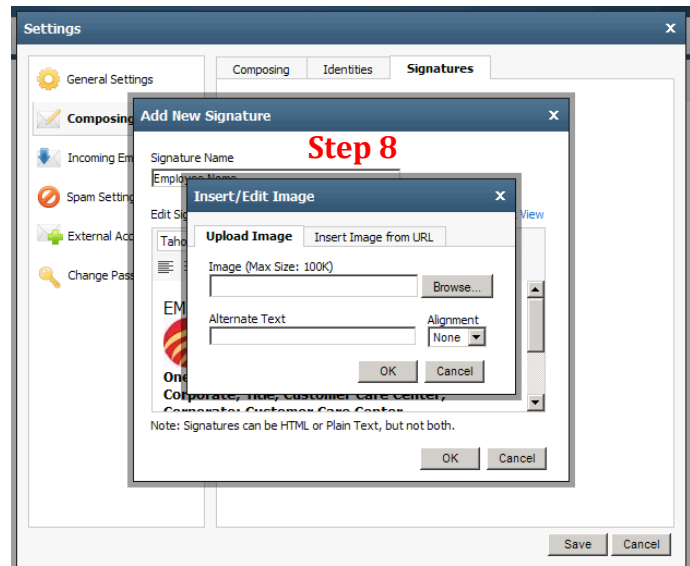 Settings x
Composing Identities Signatures
General Settings
Composing
Incoming Em
Spam Setting
External Acc
Change Pass
Add New Signature x
Step 8
Signature Name
Employee Name
Edit Sig View
Taho
Insert/Edit Image x
Upload Image Insert Image from URL
Image (Max Size: 100K)
Browse...
Alternate Text Alignment
None
OK Cancel
EM
One
Corporate, Title, Customer Care Center,
Corporate: Customer Care Center
Note: Signatures can be HTML or Plain Text, but not both.
OK Cancel
Save Cancel